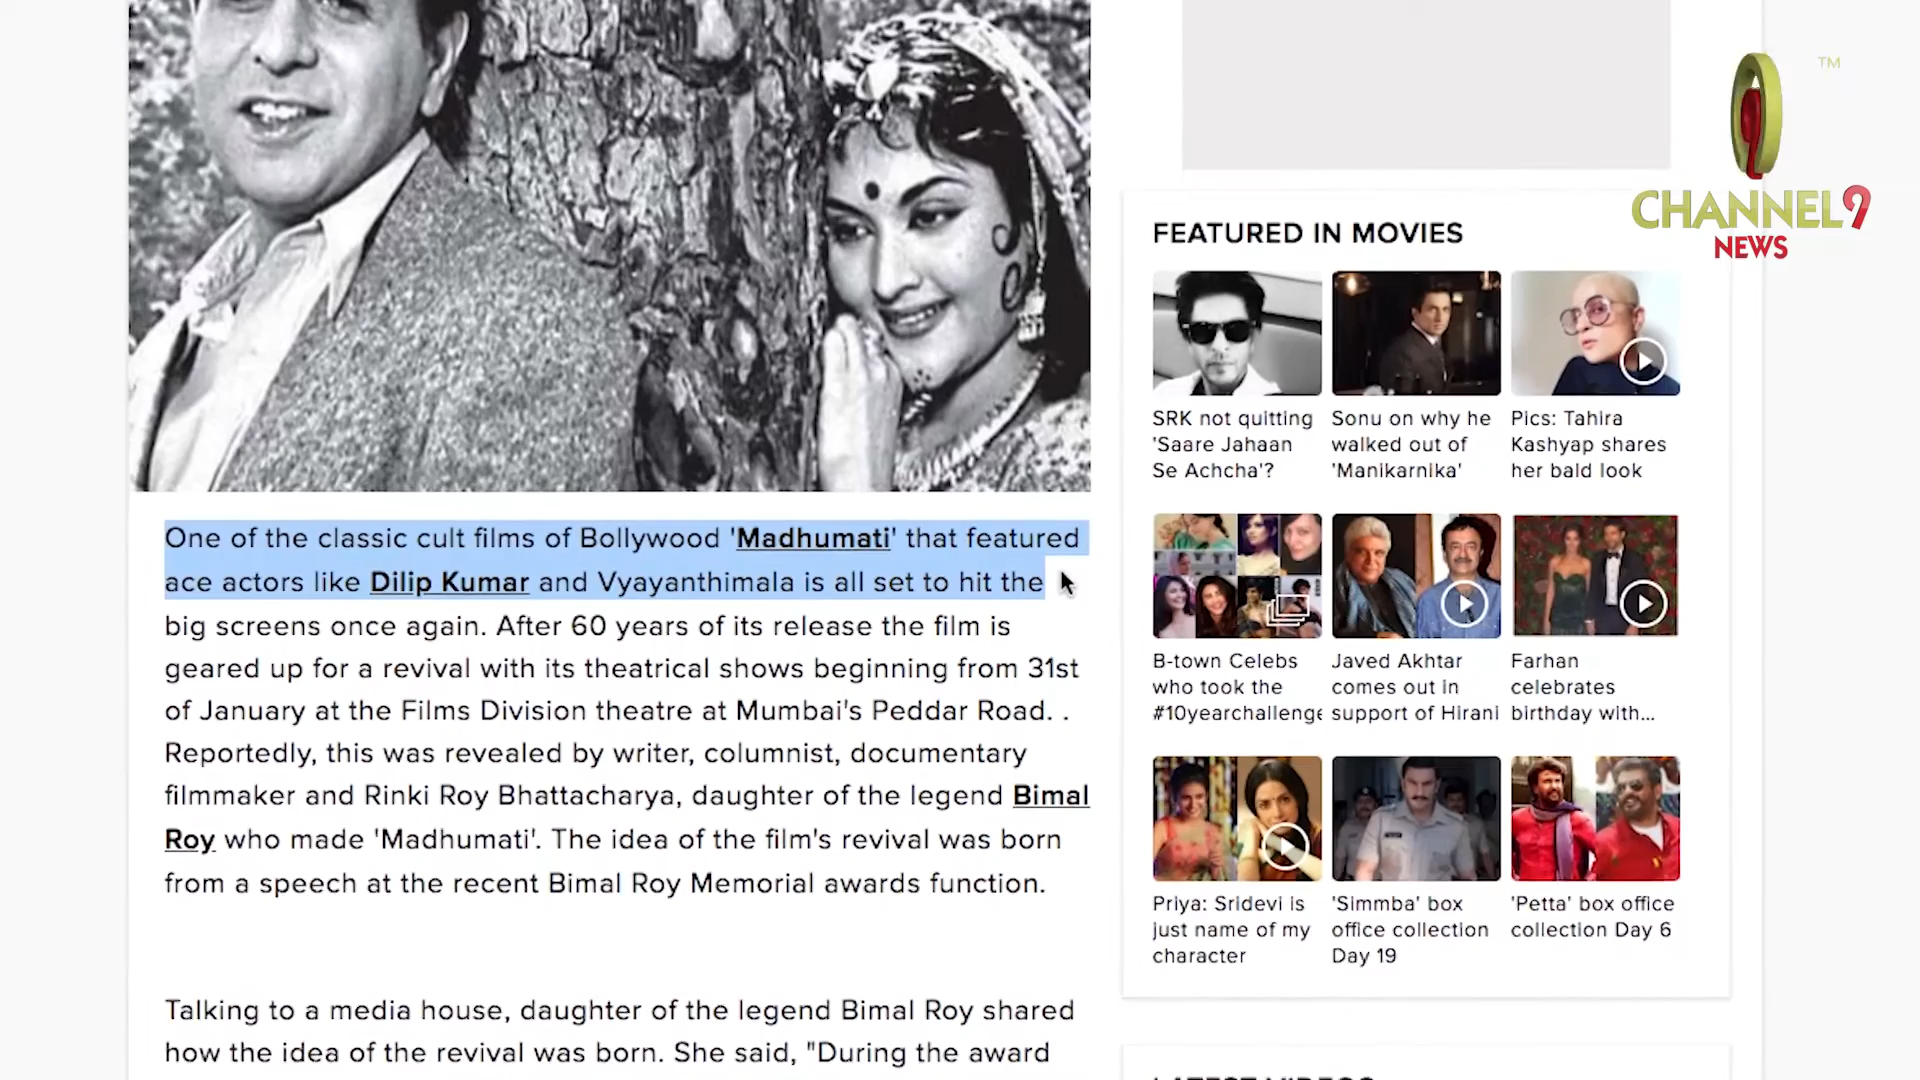 TM
CHANNEL9
NEWS
One of the classic cult films of Bollywood 'Madhumati' that featured
ace actors like Dilip Kumar and Vyayanthimala is all set to hit the
big screens once again. After 60 years of its release the film is
geared up for a revival with its theatrical shows beginning from 31st
of January at the Films Division theatre at Mumbai's Peddar Road. .
Reportedly, this was revealed by writer, columnist, documentary
filmmaker and Rinki Roy Bhattacharya, daughter of the legend Bimal
Roy who made 'Madhumati'. The idea of the film's revival was born
from a speech at the recent Bimal Roy Memorial awards function.
Talking to a media house, daughter of the legend Bimal Roy shared
how the idea of the revival was born. She said, "During the award
FEATURED IN MOVIES
SRK not quitting
'Saare Jahaan
Se Achcha'?
Sonu on why he
walked out of
'Manikarnika'
Pics: Tahira
Kashyap shares
her bald look
B-town Celebs
who took the
#10yearchallenge
Javed Akhtar
comes out in
support of Hirani
Farhan
celebrates
birthday with...
Priya: Sridevi is
just name of my
character
'Simmba' box
office collection
Day 19
'Petta' box office
collection Day 6
LATEST VIDEOS